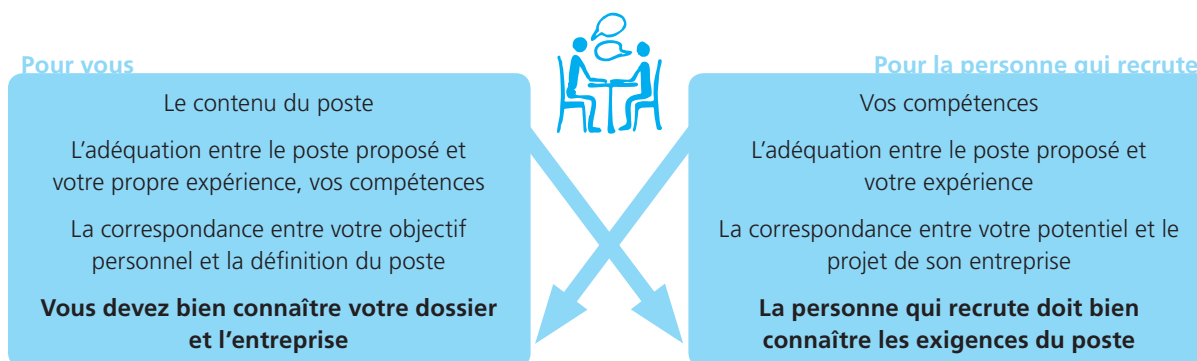 Pour vous
Le contenu du poste
L’adéquation entre le poste proposé et
votre propre expérience, vos compétences
La correspondance entre votre objectif
personnel et la définition du poste
Vous devez bien connaître votre dossier
et l’entreprise
Pour la personne qui recrute
Vos compétences
L’adéquation entre le poste proposé et
votre expérience
La correspondance entre votre potentiel et le
projet de son entreprise
La personne qui recrute doit bien
connaître les exigences du poste